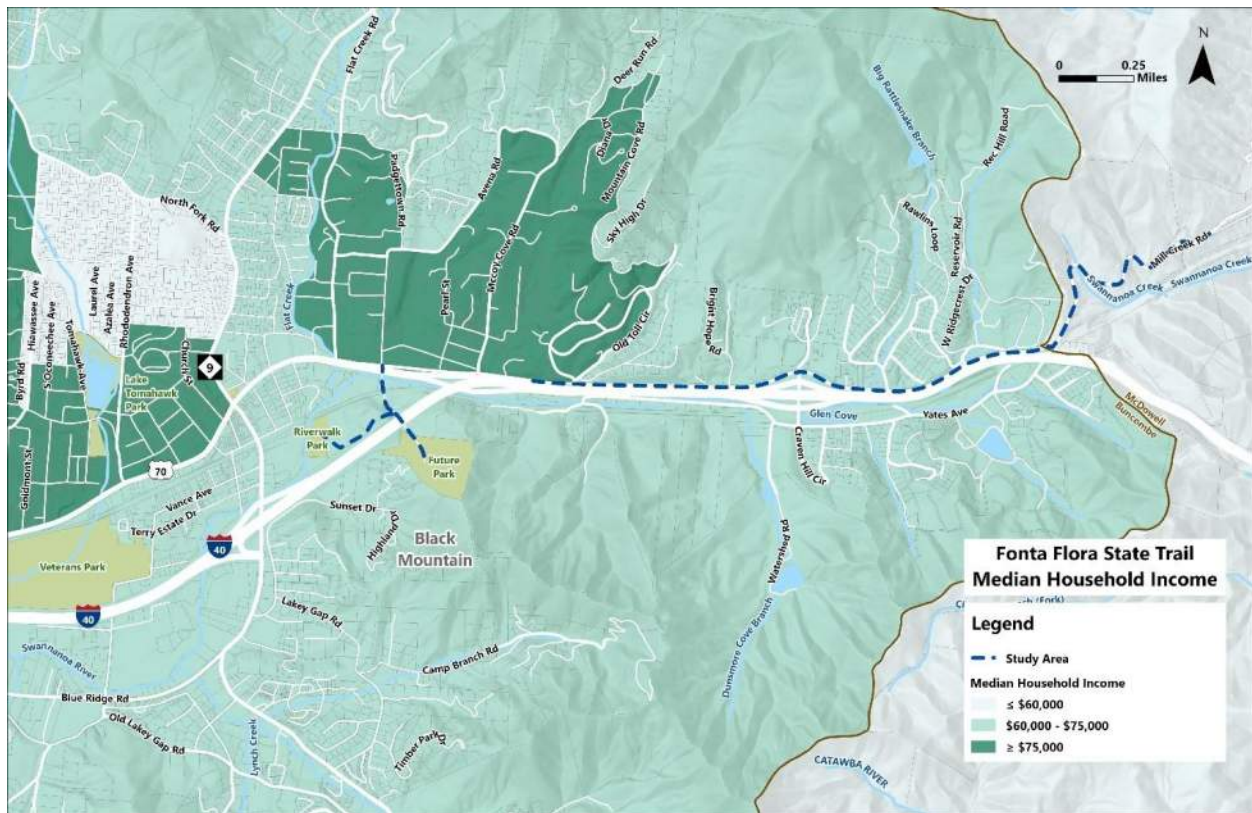 N
0 0.25
Miles
Flat Creek Rd
Deer Run Rd
Big Rattlesnake Branch
Rec Hill Road
Diana Dr
Mountain Cove Rd
Padgettown Rd
Avena Rd
North Fork Rd
Sky High Dr
Rawlins Loop
Reservoir Rd
Mill Creek Rd
Swannanoa Creek
Swannanoa Creek
Hiawassee Ave
Laurel Ave
Azalea Ave
Rhododendron Ave
Flat Creek
Pearl St
Mccoy Cove Rd
Old Toll Cir
Bright Hope Rd
W Ridgecrest Dr
Byrd Rd
S Oconeechee Ave
Tomahawk Ave
Church St
9
Lake
Tomahawk
Park
McDowell
Buncombe
Glen Cove
Yates Ave
Goldmont St
70
Riverwalk
Park
Future
Park
Craven Hill Cir
Vance Ave
Terry Estate Dr
Sunset Dr
Highland Dr
Black
Mountain
40
Veterans Park
Watershed Rd
40
Lakey Gap Rd
Dunsmore Cove Branch
Swannanoa River
Camp Branch Rd
Blue Ridge Rd
Old Lakey Gap Rd
Lynch Creek
Timber Park Dr
CATAWBA RIVER
(Fork)
Fonta Flora State Trail
Median Household Income
Legend
Study Area
Median Household Income
≤ $60,000
$60,000 - $75,000
≥ $75,000